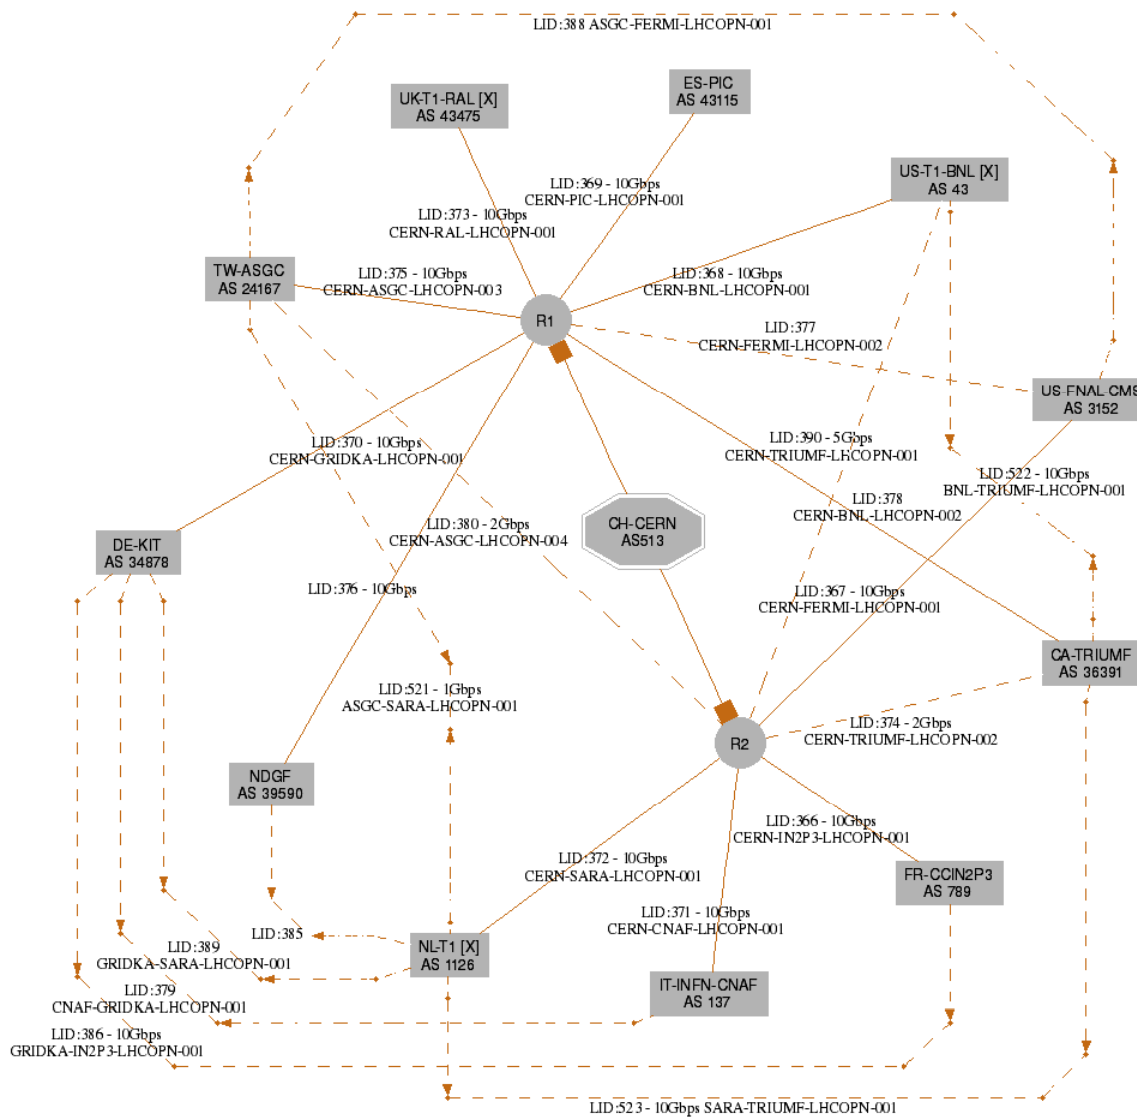 LID:388 ASGC-FERMI-LHCOPN-001
ES-PIC
AS 43115
UK-T1-RAL [X]
AS 43475
US-T1-BNL [X]
AS 43
LID:369 - 10Gbps
CERN-PIC-LHCOPN-001
LID:373 - 10Gbps
CERN-RAL-LHCOPN-001
TW-ASGC
AS 24167
LID:375 - 10Gbps
CERN-ASGC-LHCOPN-003
LID:368 - 10Gbps
CERN-BNL-LHCOPN-001
R1
LID:377
CERN-FERMI-LHCOPN-002
US-FNAL-CMS
AS 3152
LID:370 - 10Gbps
CERN-GRIDKA-LHCOPN-001
LID:390 - 5Gbps
CERN-TRIUMF-LHCOPN-001
LID:522 - 10Gbps
BNL-TRIUMF-LHCOPN-001
LID:378
CERN-BNL-LHCOPN-002
LID:380 - 2Gbps
CERN-ASGC-LHCOPN-004
CH-CERN
AS513
DE-KIT
AS 34878
LID:376 - 10Gbps
LID:367 - 10Gbps
CERN-FERMI-LHCOPN-001
CA-TRIUMF
AS 36391
LID:521 - 1Gbps
ASGC-SARA-LHCOPN-001
LID:374 - 2Gbps
CERN-TRIUMF-LHCOPN-002
R2
NDGF
AS 39590
LID:366 - 10Gbps
CERN-IN2P3-LHCOPN-001
LID:372 - 10Gbps
CERN-SARA-LHCOPN-001
FR-CCIN2P3
AS 789
LID:371 - 10Gbps
CERN-CNAF-LHCOPN-001
LID:385
NL-T1 [X]
AS 1126
LID:389
GRIDKA-SARA-LHCOPN-001
IT-INFN-CNAF
AS 137
LID:379
CNAF-GRIDKA-LHCOPN-001
LID:386 - 10Gbps
GRIDKA-IN2P3-LHCOPN-001
LID:523 - 10Gbps SARA-TRIUMF-LHCOPN-001